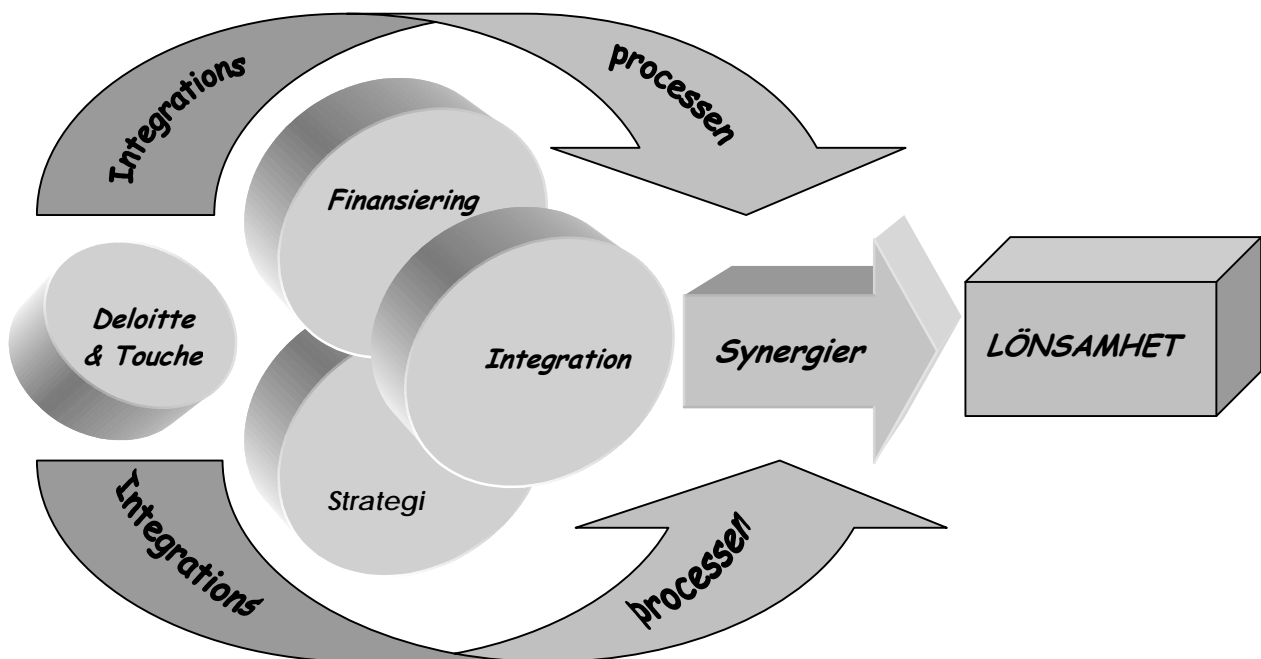 Integrations
processen
Finansiering
Deloitte
& Touche
Integration
Synergier
LÖNSAMHET
Strategi
Integrations
processen